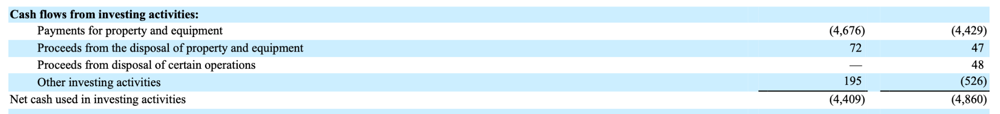 Cash flows from investing activities:
Payments for property and equipment (4,676) (4,429)
Proceeds from the disposal of property and equipment 72 47
Proceeds from disposal of certain operations — 48
Other investing activities 195 (526)
Net cash used in investing activities (4,409) (4,860)